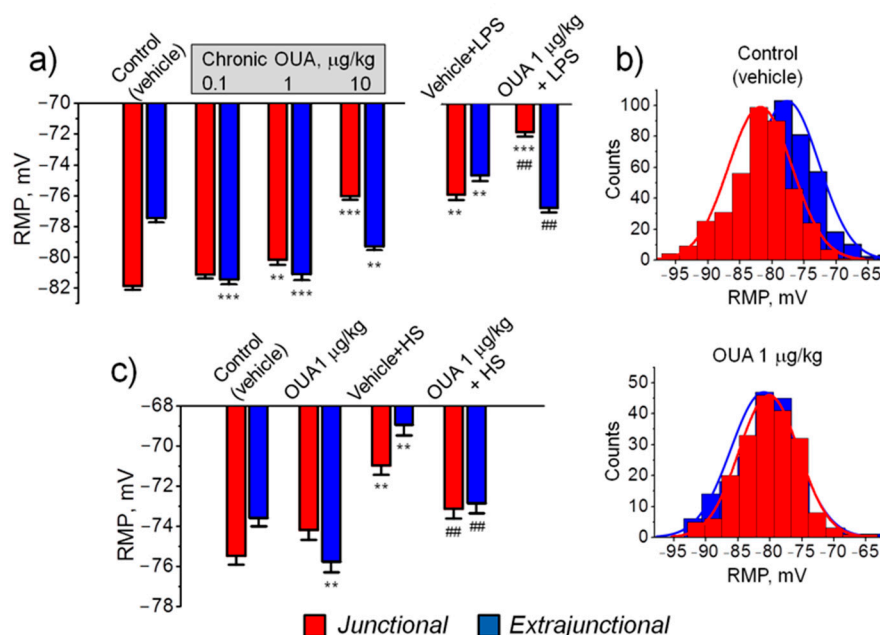 a)
Control
(vehicle)
Chronic OUA, µg/kg
0.1 1 10
Vehicle+LPS
OUA 1 µg/kg
+ LPS
RMP, mV
−70
−72
−74
−76
−78
−80
−82
***
**
***
***
**
**
**
***
##
##
b)
Control
(vehicle)
Counts
100
80
60
40
20
0
-95 -90 -85 -80 -75 -70 -65
RMP, mV
c)
Control
(vehicle)
OUA1 µg/kg
Vehicle+HS
OUA 1 µg/kg
+ HS
RMP, mV
−68
−70
−72
−74
−76
−78
**
**
**
##
##
OUA 1 µg/kg
Counts
50
40
30
20
10
0
-95 -90 -85 -80 -75 -70 -65
RMP, mV
Junctional Extrajunctional